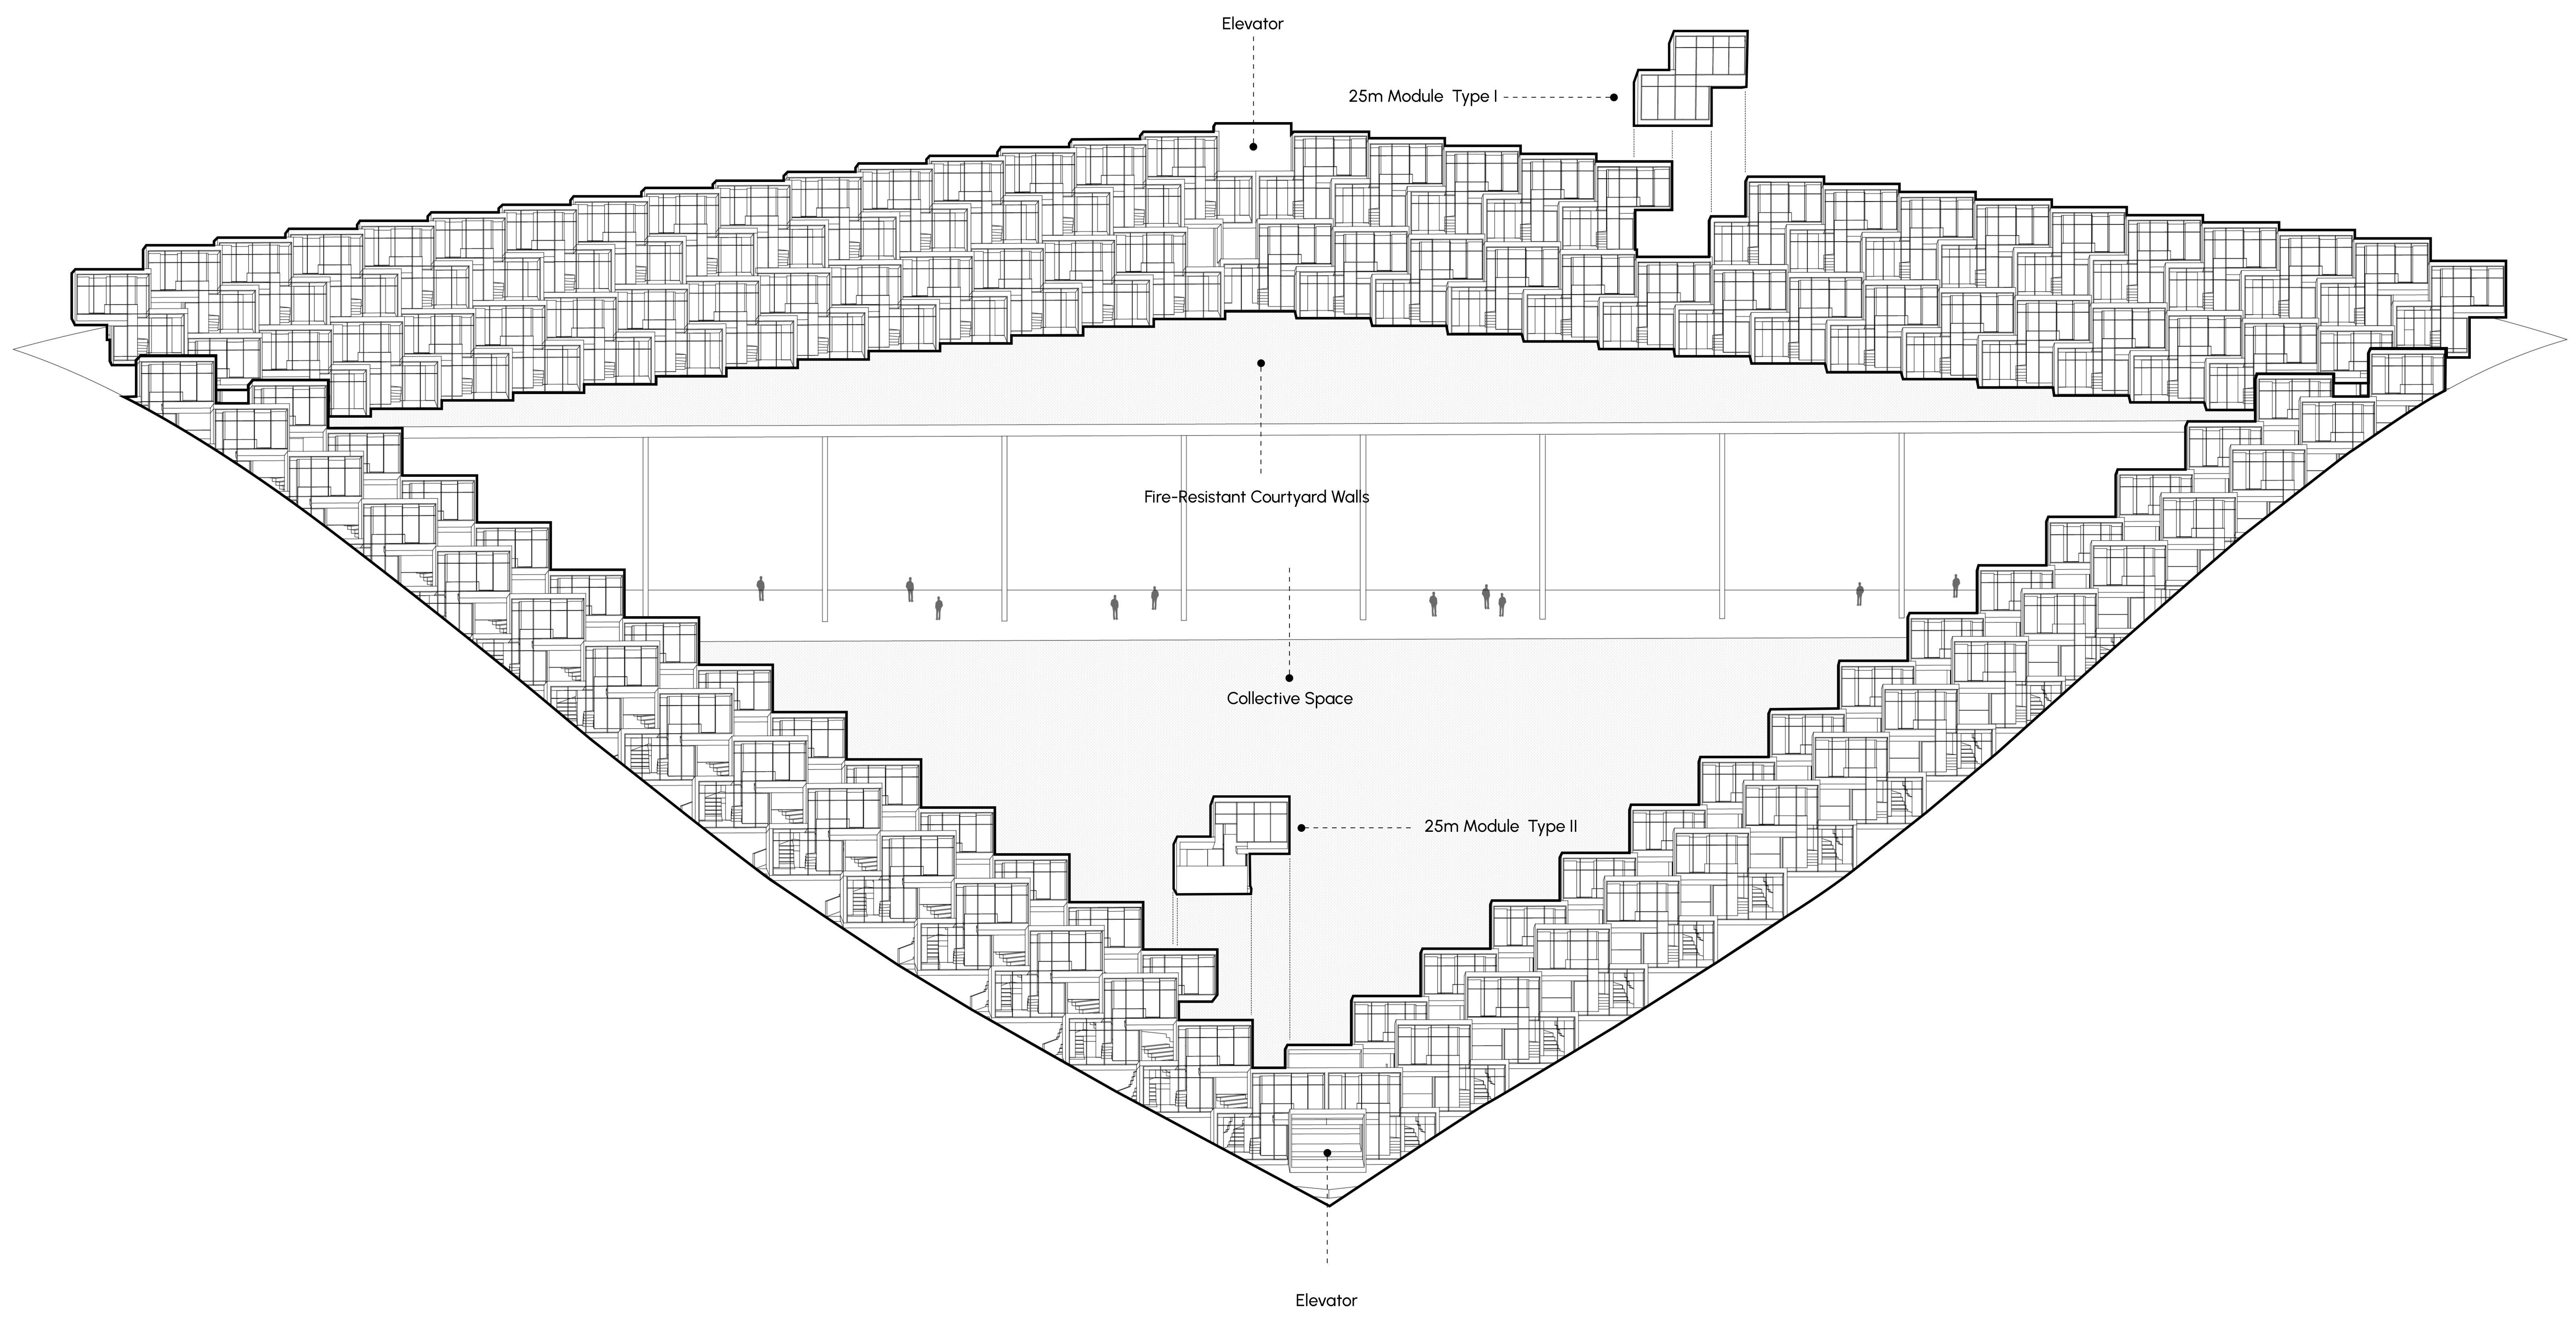 Elevator
25m Module Type I
Fire-Resistant Courtyard Walls
Collective Space
25m Module Type II
Elevator